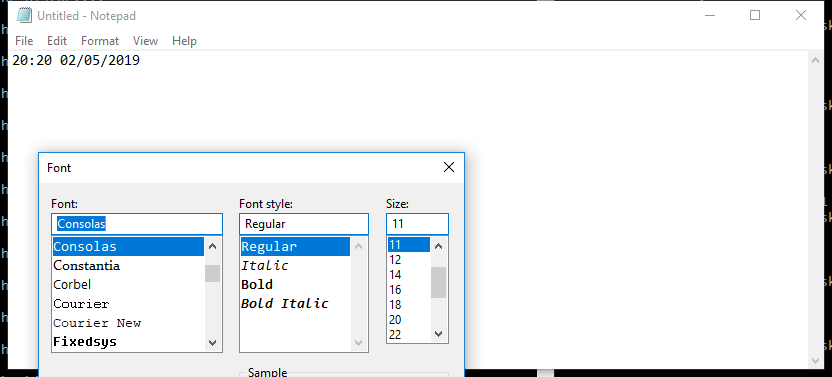 Untitled - Notepad
File Edit Format View Help
20:20 02/05/2019
Font
Font: Font style: Size:
Consolas Regular 11
Consolas Regular 11
Constantia Italic 12
Corbel Bold 14
Courier Bold Italic 16
Courier New 18
Fixedsys 20
22
Sample